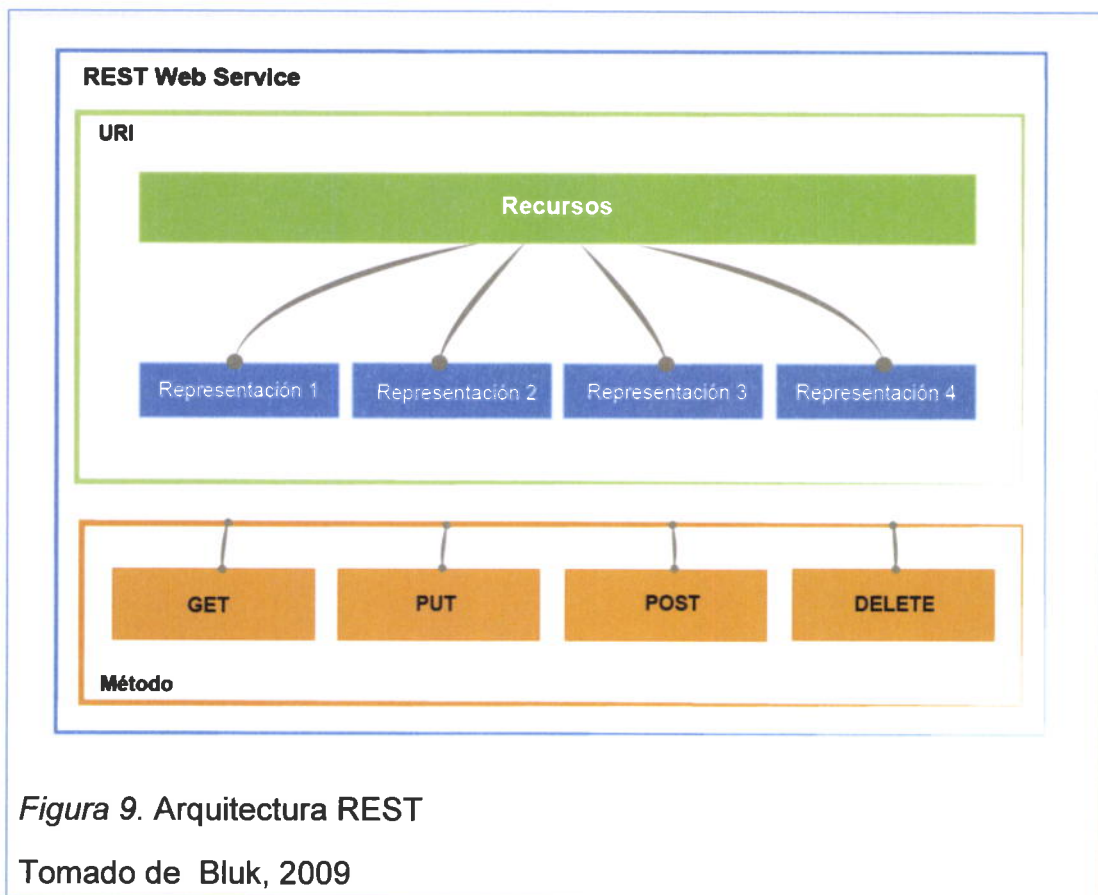 REST Web Service
URI
Recursos
Representación 1
Representación 2
Representación 3
Representación 4
GET
PUT
POST
DELETE
Método
Figura 9. Arquitectura REST
Tomado de Bluk, 2009